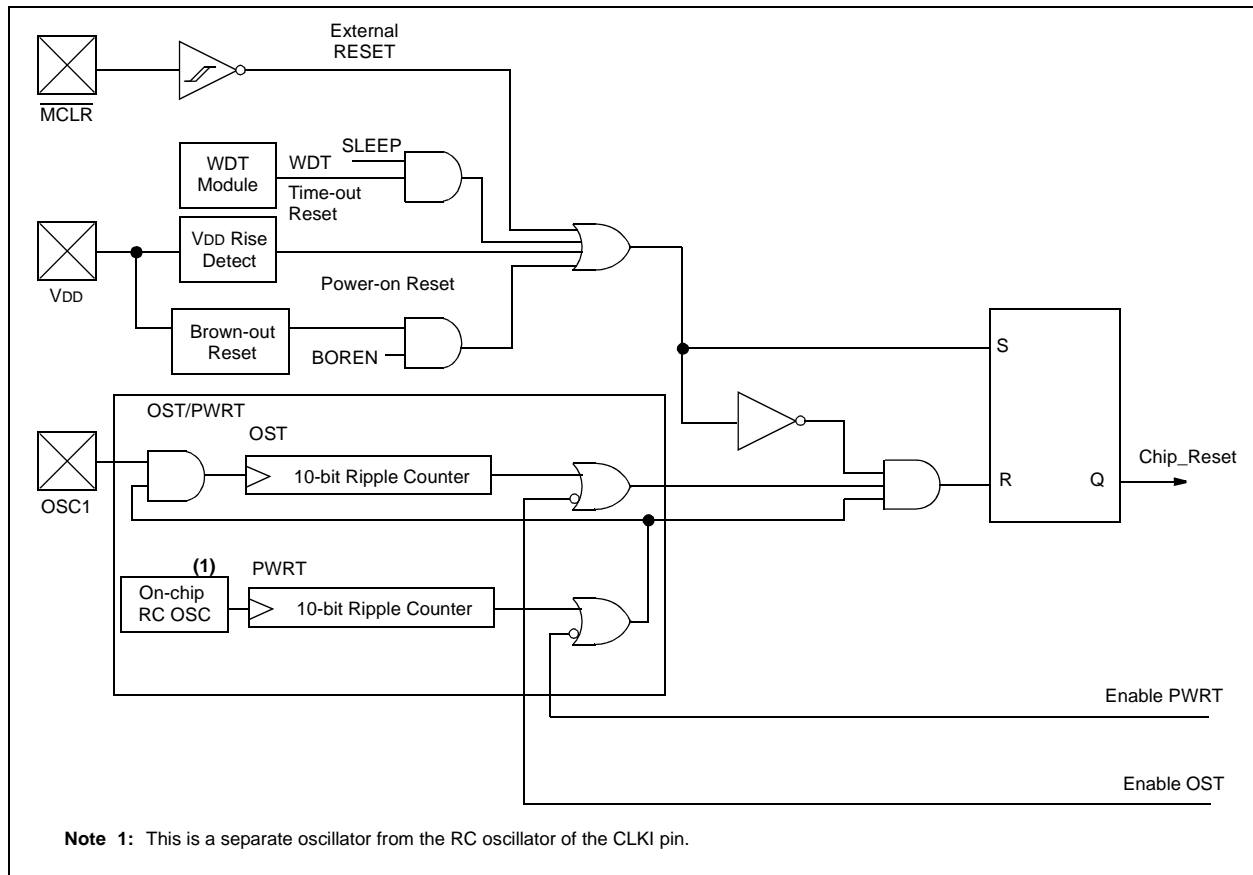 External
RESET
MCLR
SLEEP
WDT
Module
WDT
Time-out
Reset
VDD Rise
Detect
VDD
Power-on Reset
Brown-out
Reset
BOREN
S
OST/PWRT
OST
10-bit Ripple Counter
OSC1
Chip_Reset
R
Q
(1)
PWRT
On-chip
RC OSC
10-bit Ripple Counter
Enable PWRT
Enable OST
Note 1: This is a separate oscillator from the RC oscillator of the CLKI pin.